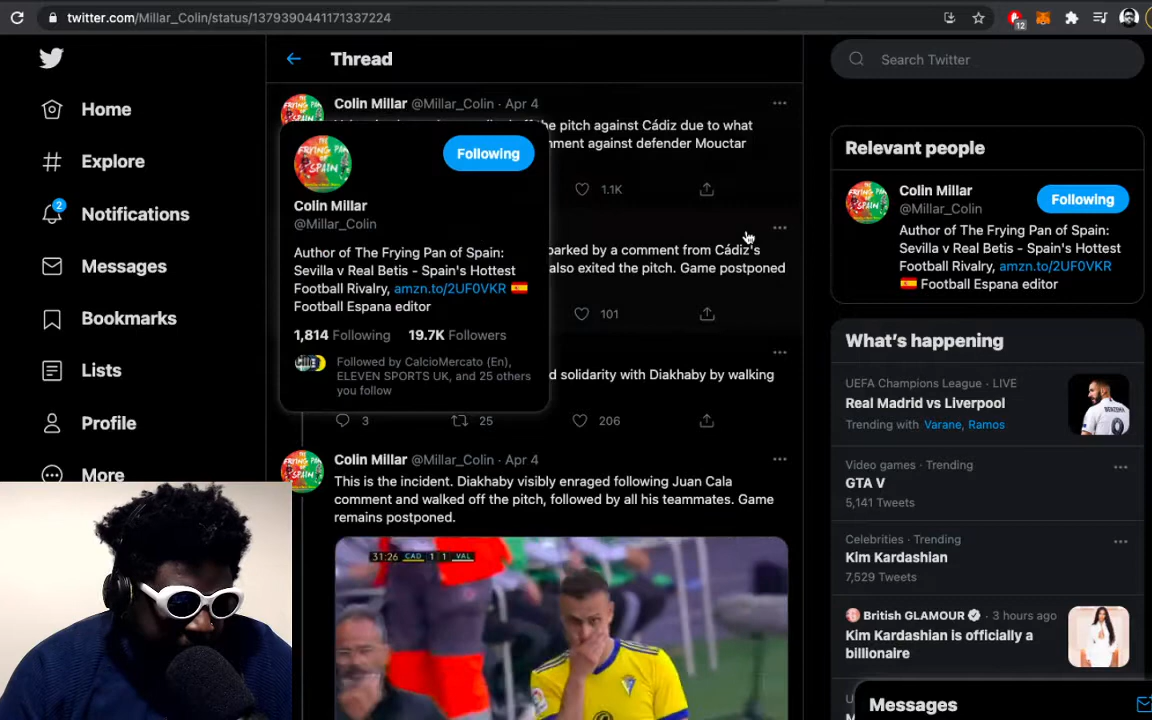 twitter.com/Millar_Colin/status/1379390441171337224
12
Home
Explore
2
Notifications
Messages
Bookmarks
Lists
Profile
More
Thread
Colin Millar @Millar_Colin · Apr 4
the pitch against Cádiz due to what
against defender Mouctar
1.1K
THE
FRYING PAN
OF
SPAIN
Following
Colin Millar
@Millar_Colin
Author of The Frying Pan of Spain:
Sevilla v Real Betis - Spain's Hottest
Football Rivalry, amzn.to/2UF0VKR
Football Espana editor
1,814 Following 19.7K Followers
Followed by CalcioMercato (En),
ELEVEN SPORTS UK, and 25 others
you follow
by a comment from Cádiz's
also exited the pitch. Game postponed
101
solidarity with Diakhaby by walking
3 25 206
Colin Millar @Millar_Colin · Apr 4
This is the incident. Diakhaby visibly enraged following Juan Cala
comment and walked off the pitch, followed by all his teammates. Game
remains postponed.
31:26 CAD 1 1 VAL
Search Twitter
Relevant people
Colin Millar
@Millar_Colin
Following
Author of The Frying Pan of Spain:
Sevilla v Real Betis - Spain's Hottest
Football Rivalry, amzn.to/2UF0VKR
Football Espana editor
What's happening
UEFA Champions League · LIVE
Real Madrid vs Liverpool
Trending with Varane, Ramos
Video games · Trending
GTA V
5,141 Tweets
Celebrities · Trending
Kim Kardashian
7,529 Tweets
British GLAMOUR · 3 hours ago
Kim Kardashian is officially a
billionaire
Messages